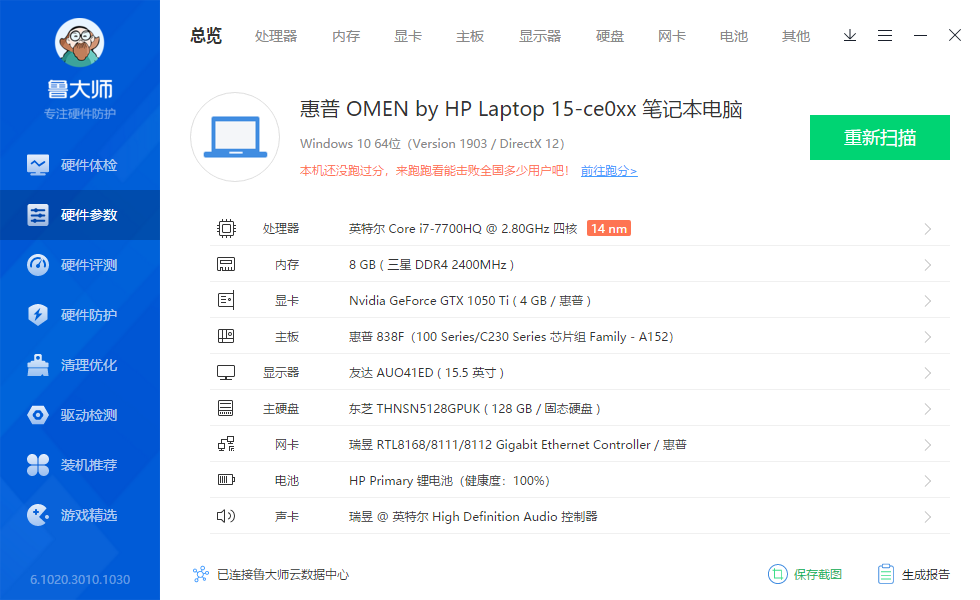 鲁大师
专注硬件防护
硬件体检
硬件参数
硬件评测
硬件防护
清理优化
驱动检测
装机推荐
游戏精选
6.1020.3010.1030
总览 处理器 内存 显卡 主板 显示器 硬盘 网卡 电池 其他
惠普 OMEN by HP Laptop 15-ce0xx 笔记本电脑
Windows 10 64位（Version 1903 / DirectX 12）
本机还没跑过分，来跑跑看能击败全国多少用户吧！ 前往跑分>
重新扫描
处理器 英特尔 Core i7-7700HQ @ 2.80GHz 四核 14 nm
内存 8 GB ( 三星 DDR4 2400MHz )
显卡 Nvidia GeForce GTX 1050 Ti ( 4 GB / 惠普 )
主板 惠普 838F（100 Series/C230 Series 芯片组 Family - A152）
显示器 友达 AUO41ED ( 15.5 英寸 )
主硬盘 东芝 THNSN5128GPUK ( 128 GB / 固态硬盘 )
网卡 瑞昱 RTL8168/8111/8112 Gigabit Ethernet Controller / 惠普
电池 HP Primary 锂电池（健康度：100%）
声卡 瑞昱 @ 英特尔 High Definition Audio 控制器
已连接鲁大师云数据中心
保存截图
生成报告